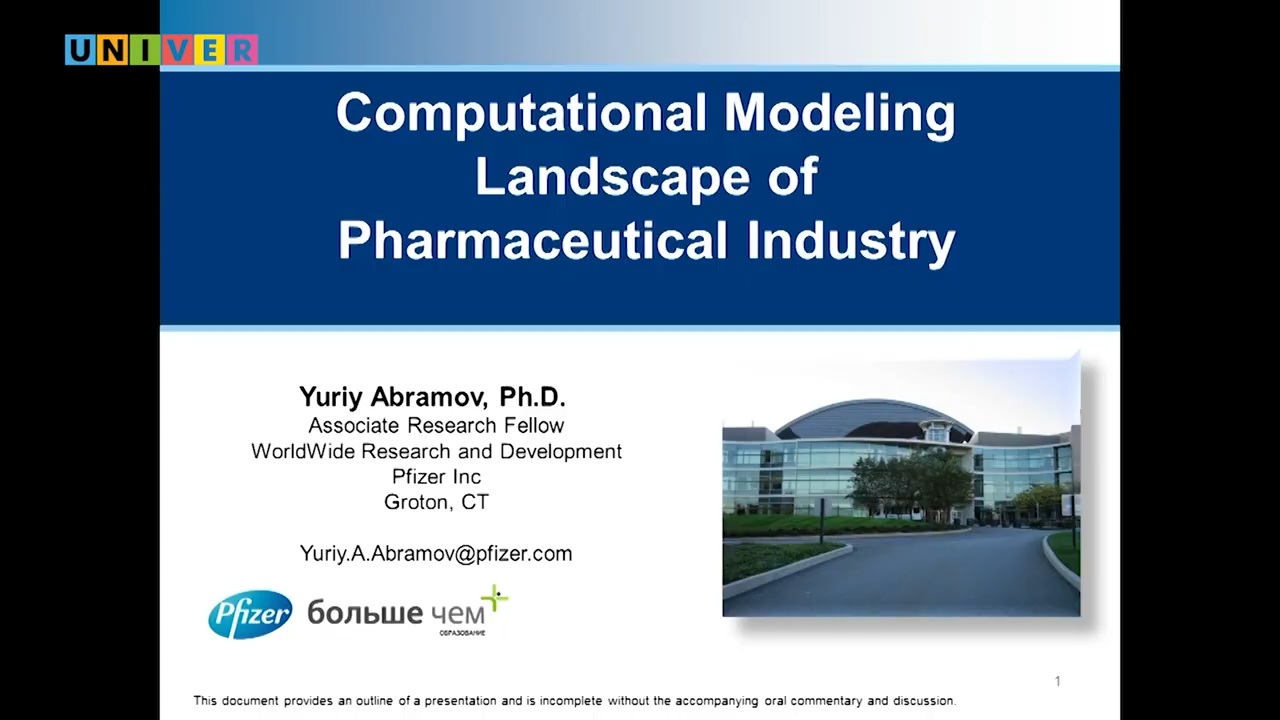 UNIVER
Computational Modeling
Landscape of
Pharmaceutical Industry
Yuriy Abramov, Ph.D.
Associate Research Fellow
WorldWide Research and Development
Pfizer Inc
Groton, CT
Yuriy.A.Abramov@pfizer.com
Pfizer
больше чем
ОБРАЗОВАНИЕ
1
This document provides an outline of a presentation and is incomplete without the accompanying oral commentary and discussion.